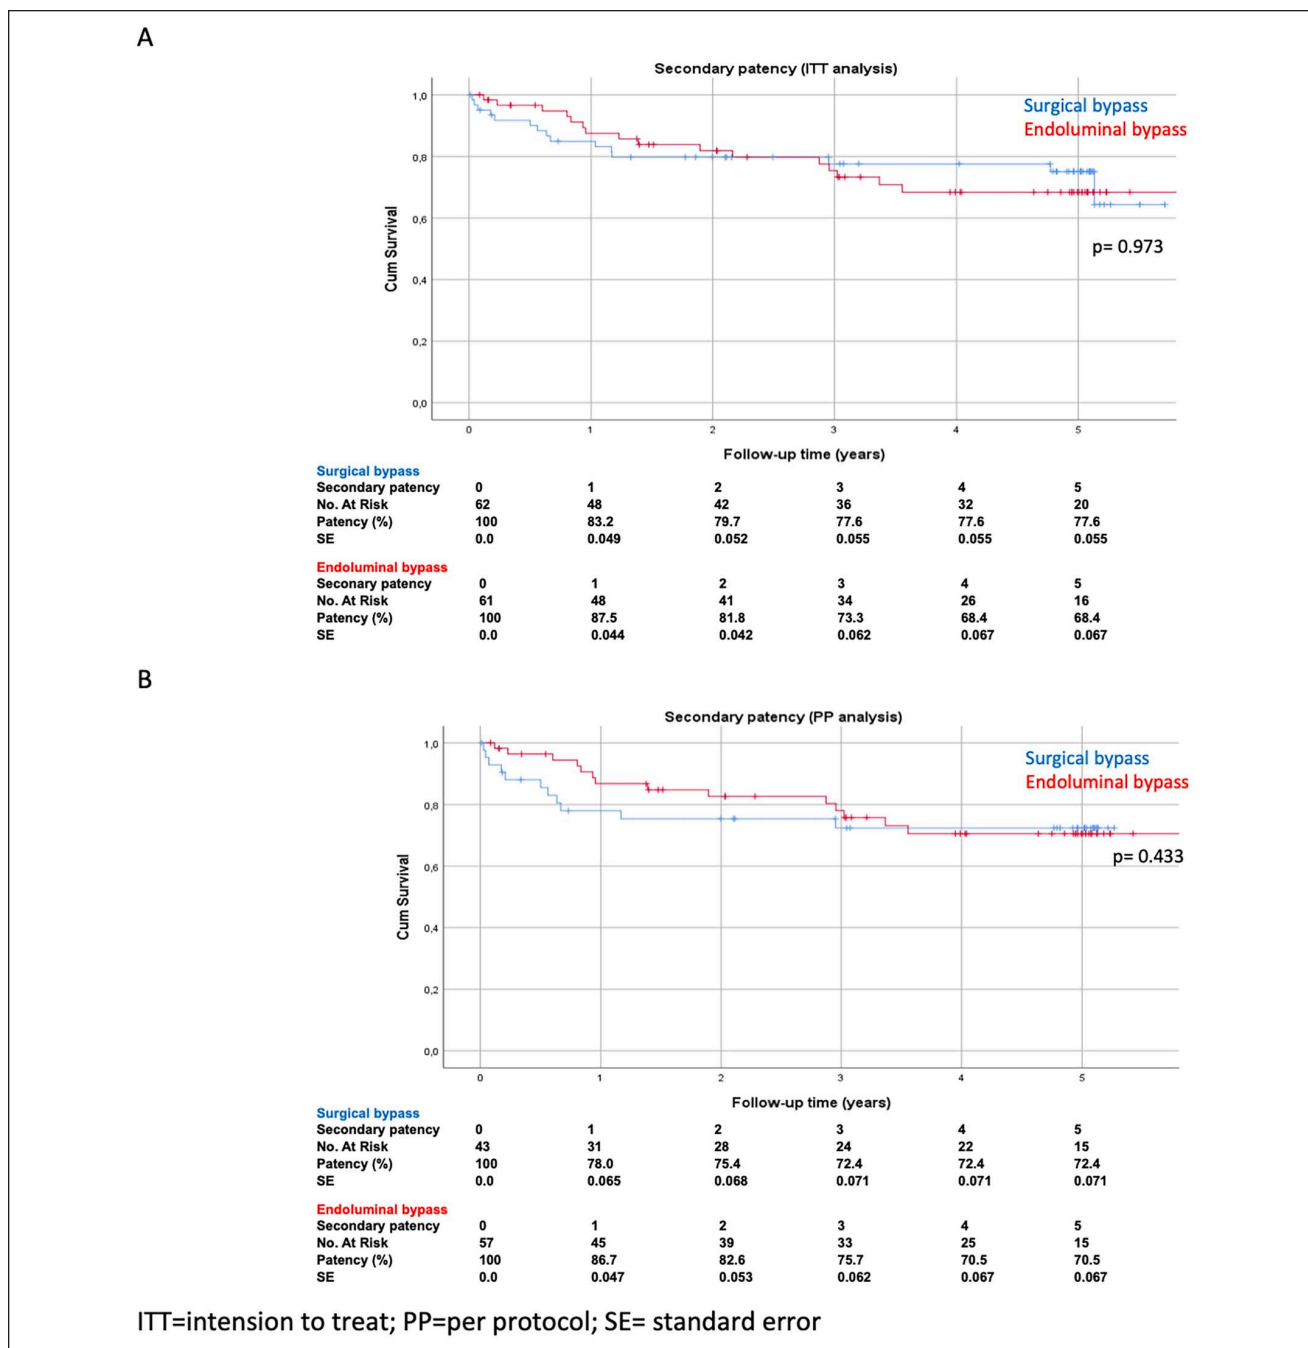 A
Secondary patency (ITT analysis)
Surgical bypass
Endoluminal bypass
1,0
0,8
0,6
0,4
0,2
0,0
Cum Survival
p= 0.973
0 1 2 3 4 5
Follow-up time (years)
Surgical bypass
Secondary patency 0 1 2 3 4 5
No. At Risk 62 48 42 36 32 20
Patency (%) 100 83.2 79.7 77.6 77.6 77.6
SE 0.0 0.049 0.052 0.055 0.055 0.055
Endoluminal bypass
Seconary patency 0 1 2 3 4 5
No. At Risk 61 48 41 34 26 16
Patency (%) 100 87.5 81.8 73.3 68.4 68.4
SE 0.0 0.044 0.042 0.062 0.067 0.067
B
Secondary patency (PP analysis)
Surgical bypass
Endoluminal bypass
1,0
0,8
0,6
0,4
0,2
0,0
Cum Survival
p= 0.433
0 1 2 3 4 5
Follow-up time (years)
Surgical bypass
Secondary patency 0 1 2 3 4 5
No. At Risk 43 31 28 24 22 15
Patency (%) 100 78.0 75.4 72.4 72.4 72.4
SE 0.0 0.065 0.068 0.071 0.071 0.071
Endoluminal bypass
Secondary patency 0 1 2 3 4 5
No. At Risk 57 45 39 33 25 15
Patency (%) 100 86.7 82.6 75.7 70.5 70.5
SE 0.0 0.047 0.053 0.062 0.067 0.067
ITT=intension to treat; PP=per protocol; SE= standard error